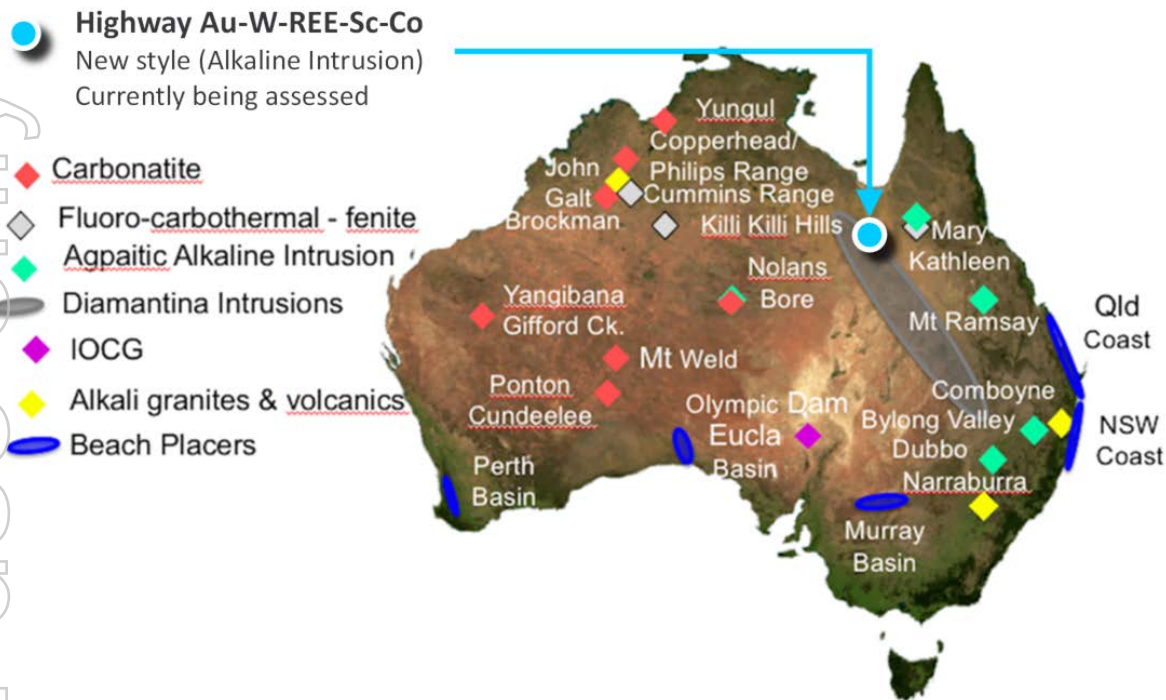 Highway Au-W-REE-Sc-Co
New style (Alkaline Intrusion)
Currently being assessed
Carbonatite
Fluoro-carbothermal - fenite
Agpaitic Alkaline Intrusion
Diamantina Intrusions
IOCG
Alkali granites & volcanics
Beach Placers
Yungul
Copperhead/
Philips Range
John
Galt
Cummins Range
Brockman
Killi Killi Hills
Mary
Kathleen
Nolans
Bore
Yangibana
Gifford Ck.
Mt Ramsay
Qld
Coast
Mt Weld
Ponton
Cundeelee
Olympic Dam
Eucla
Basin
Comboyne
Bylong Valley
Dubbo
Narraburra
NSW
Coast
Perth
Basin
Murray
Basin